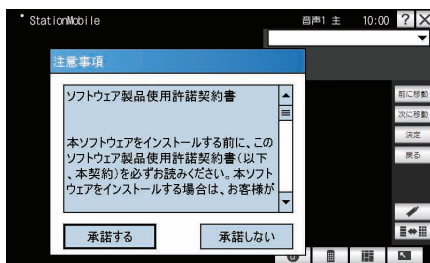 StationMobile 音声1 主 10:00 ? ×
注意事項
ソフトウェア製品使用許諾契約書
本ソフトウェアをインストールする前に、この
ソフトウェア製品使用許諾契約書(以下
、本契約)を必ずお読みください。本ソフト
ウェアをインストールする場合は、お客様が
承諾する 承諾しない
前に移動
次に移動
決定
戻る